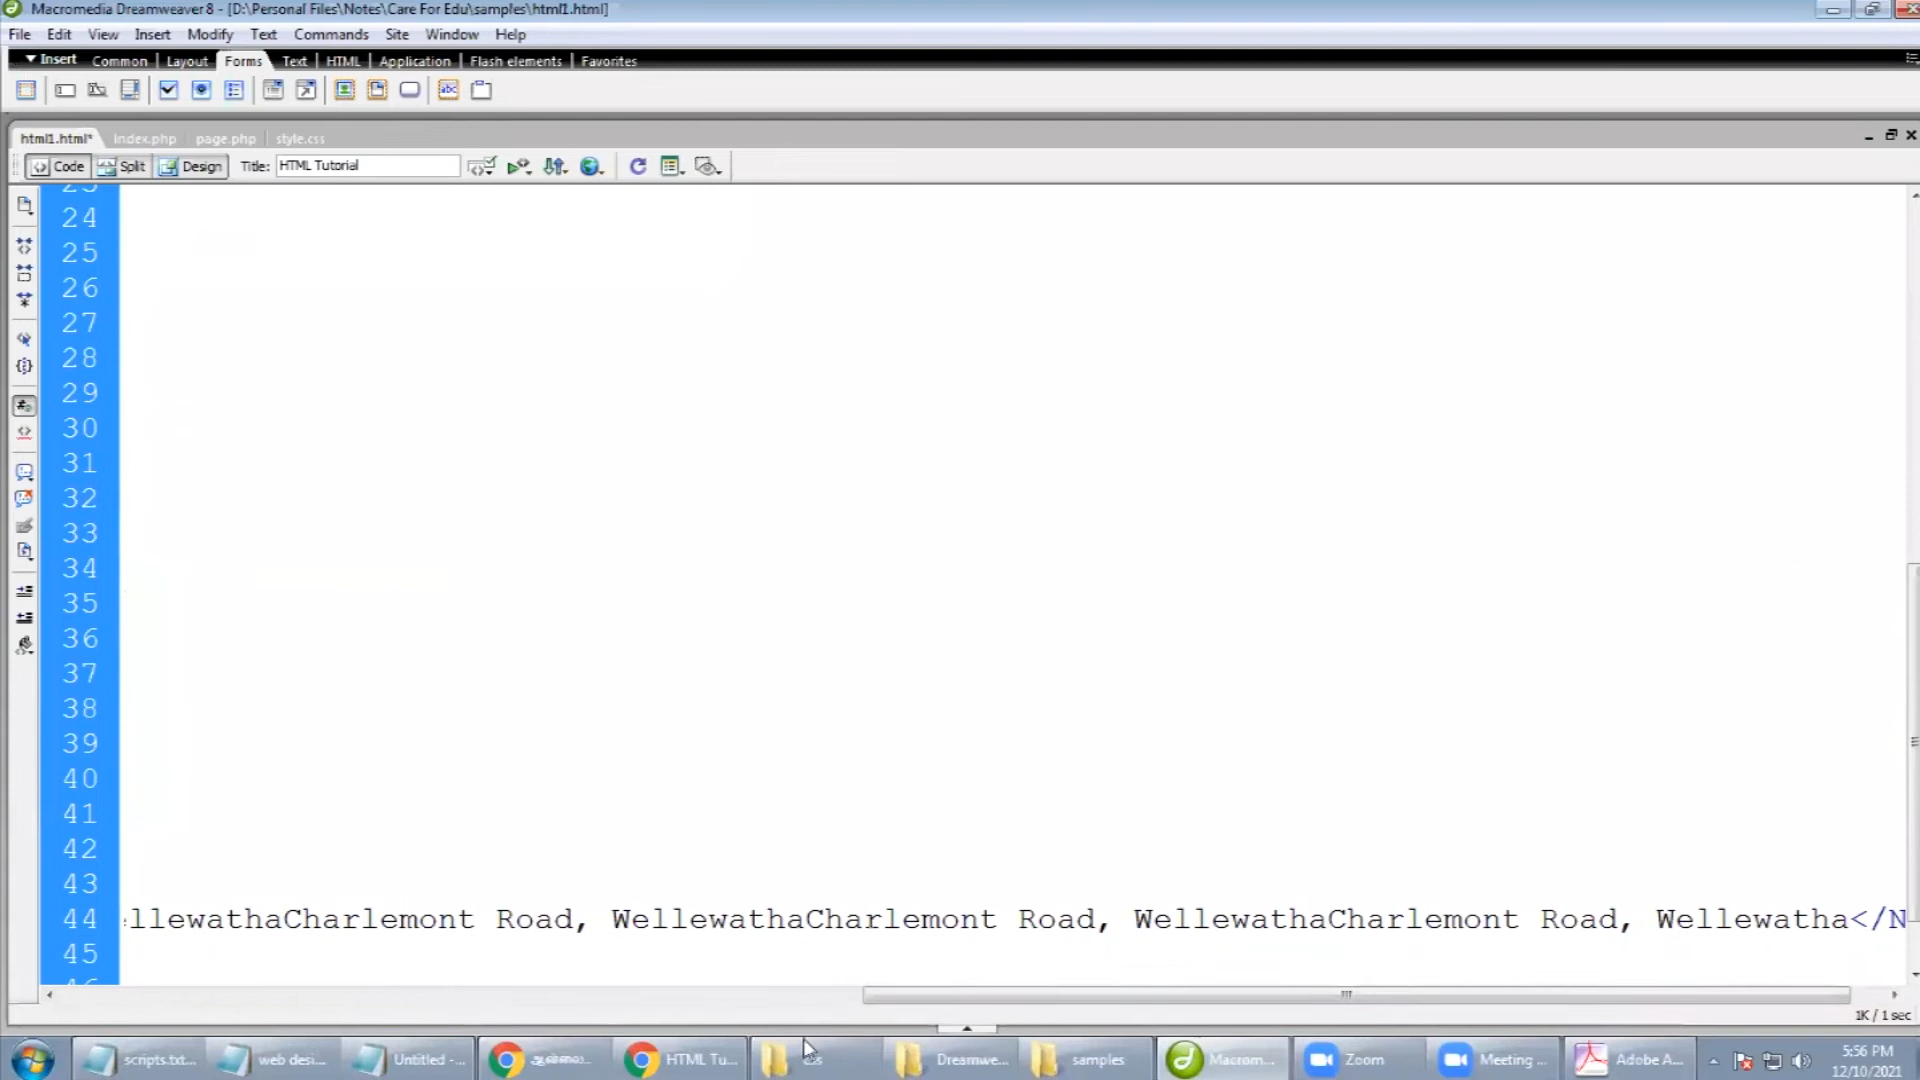 Macromedia Dreamweaver 8 - [D:\Personal Files\Notes\Care For Edu\samples\html1.html]
File Edit View Insert Modify Text Commands Site Window Help
▼ Insert Common Layout Forms Text HTML Application Flash elements Favorites
html1.html* index.php page.php style.css
Code Split Design Title: HTML Tutorial
24
25
26
27
28
29
30
31
32
33
34
35
36
37
38
39
40
41
42
43
44 llewathaCharlemont Road, WellewathaCharlemont Road, WellewathaCharlemont Road, Wellewatha</N
45
1K / 1 sec
scripts.txt... web desi... Untitled -... HTML Tu... Dreamwe... samples Macrom... Zoom Meeting ... Adobe A... 5:56 PM
12/10/2021